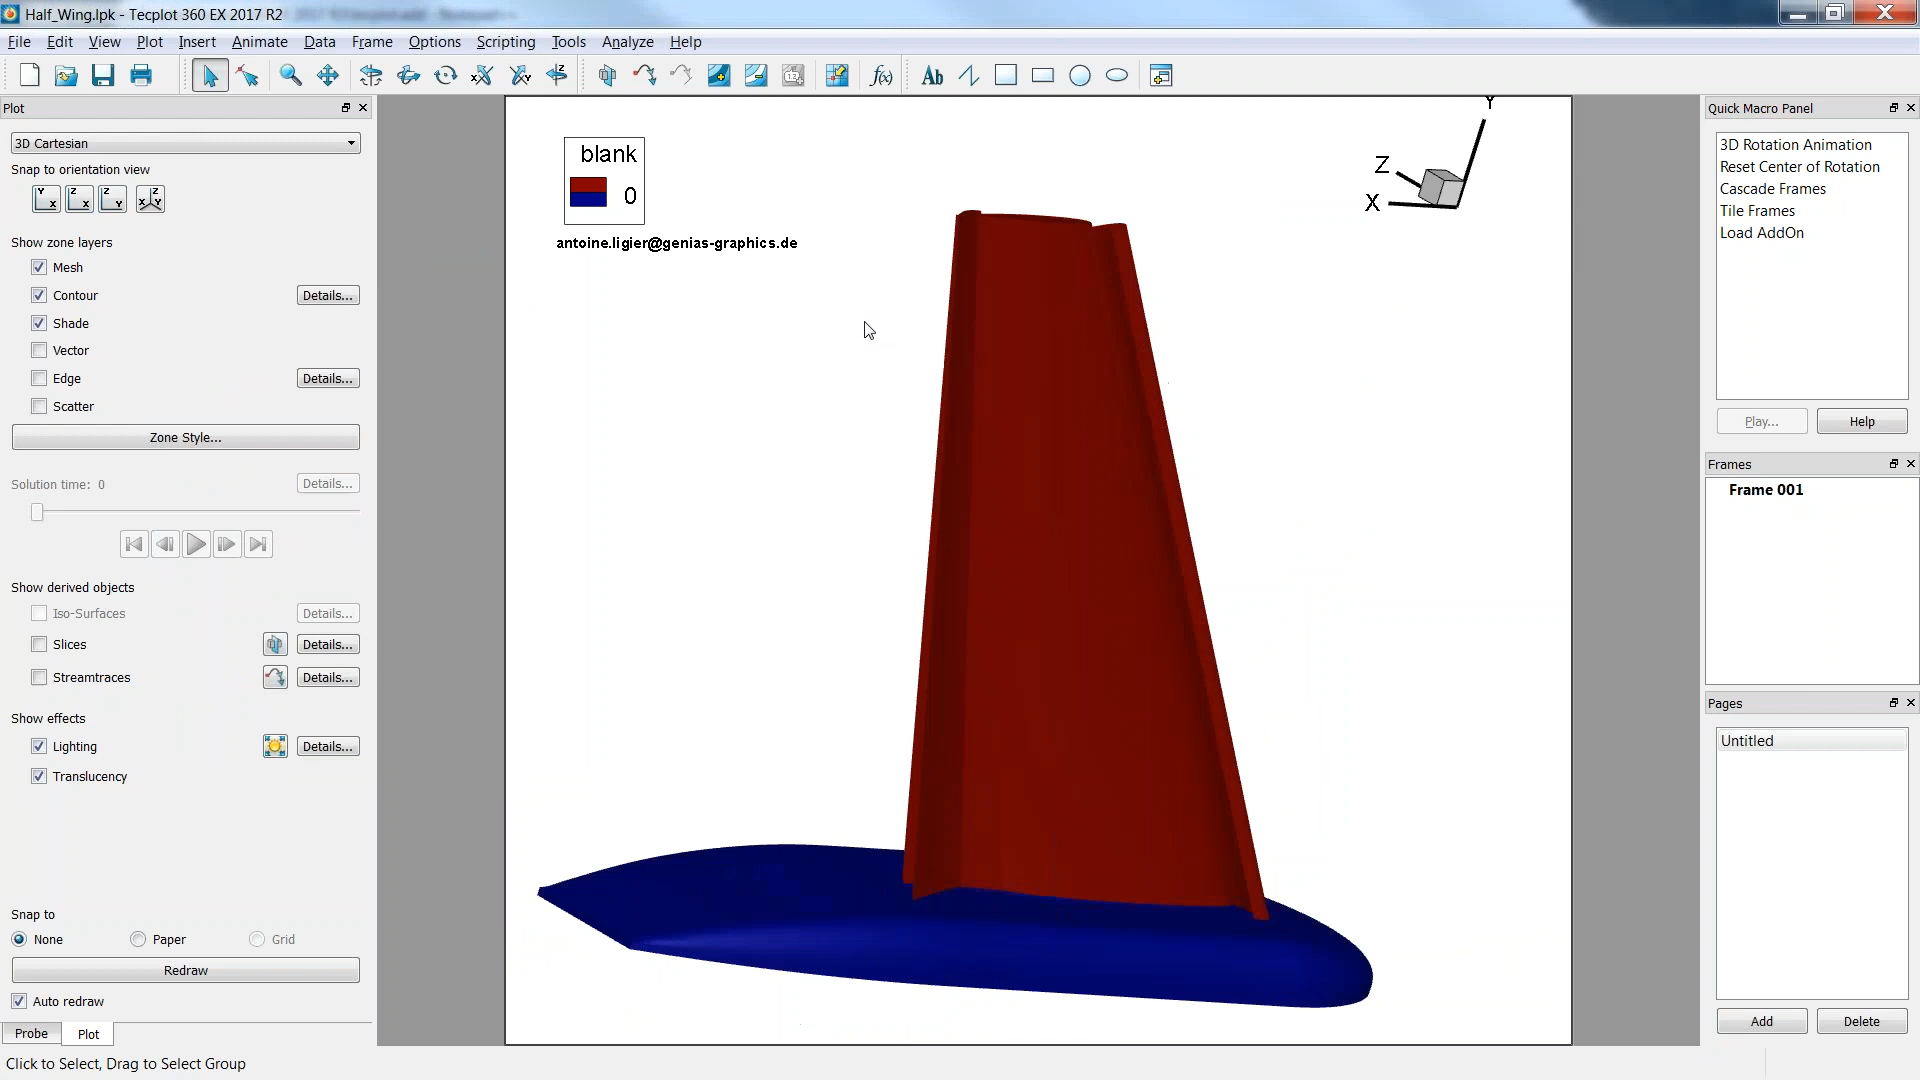 Half_Wing.lpk - Tecplot 360 EX 2017 R2
File Edit View Plot Insert Animate Data Frame Options Scripting Tools Analyze Help
Ab
Plot
3D Cartesian
Snap to orientation view
Y X Z X Z Y Z X Y
Show zone layers
Mesh
Contour Details...
Shade
Vector
Edge Details...
Scatter
Zone Style...
Solution time: 0 Details...
Show derived objects
Iso-Surfaces Details...
Slices Details...
Streamtraces Details...
Show effects
Lighting Details...
Translucency
Snap to
None Paper Grid
Redraw
Auto redraw
Probe Plot
Click to Select, Drag to Select Group
blank
0
antoine.ligier@genias-graphics.de
Y
Z
X
Quick Macro Panel
3D Rotation Animation
Reset Center of Rotation
Cascade Frames
Tile Frames
Load AddOn
Play... Help
Frames
Frame 001
Pages
Untitled
Add Delete